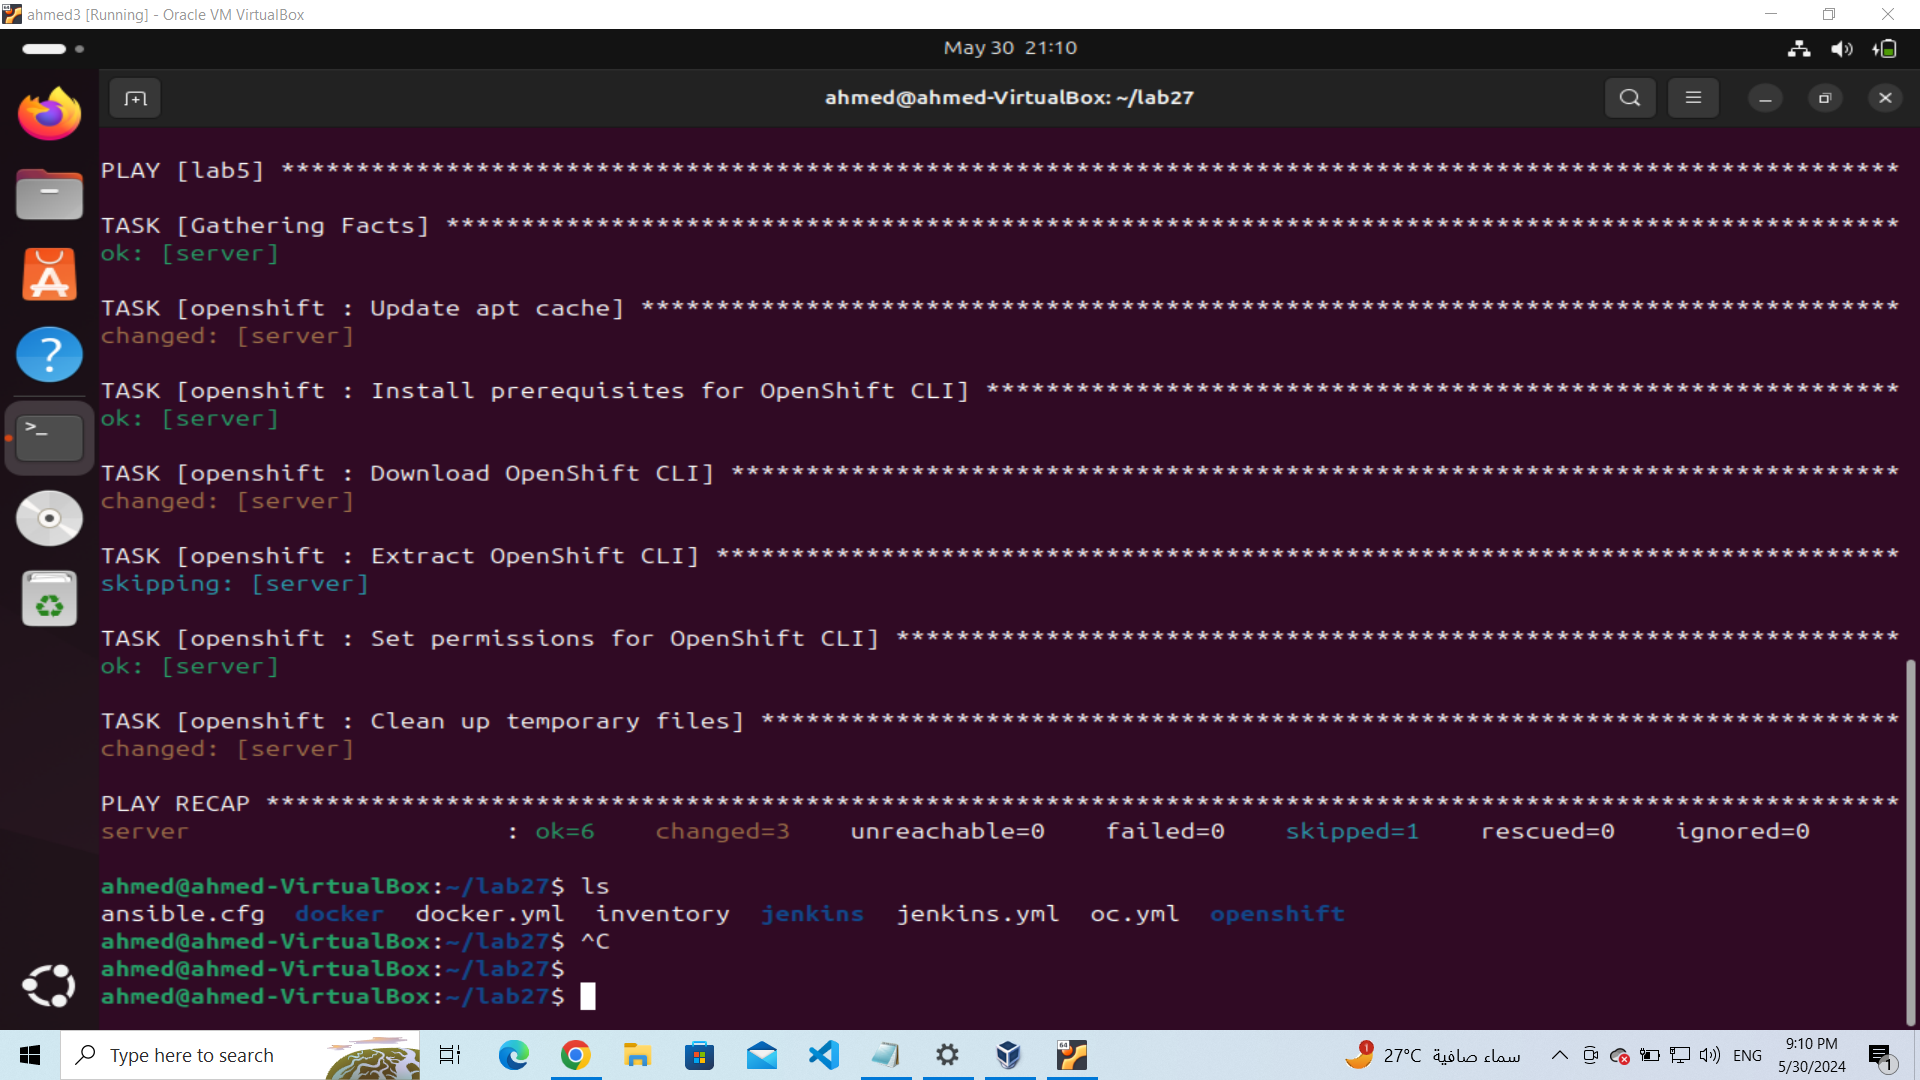 ahmed3 [Running] - Oracle VM VirtualBox
May 30 21:10
ahmed@ahmed-VirtualBox: ~/lab27
PLAY [lab5] ************************************************************************************************************
TASK [Gathering Facts] *************************************************************************************************
ok: [server]
TASK [openshift : Update apt cache] ************************************************************************************
changed: [server]
TASK [openshift : Install prerequisites for OpenShift CLI] *************************************************************
ok: [server]
TASK [openshift : Download OpenShift CLI] ******************************************************************************
changed: [server]
TASK [openshift : Extract OpenShift CLI] *******************************************************************************
skipping: [server]
TASK [openshift : Set permissions for OpenShift CLI] *******************************************************************
ok: [server]
TASK [openshift : Clean up temporary files] ****************************************************************************
changed: [server]
PLAY RECAP *************************************************************************************************************
server : ok=6 changed=3 unreachable=0 failed=0 skipped=1 rescued=0 ignored=0
ahmed@ahmed-VirtualBox:~/lab27$ ls
ansible.cfg docker docker.yml inventory jenkins jenkins.yml oc.yml openshift
ahmed@ahmed-VirtualBox:~/lab27$ ^C
ahmed@ahmed-VirtualBox:~/lab27$
ahmed@ahmed-VirtualBox:~/lab27$
Type here to search
64
1
27°C سماء صافية
ENG
9:10 PM
5/30/2024
1